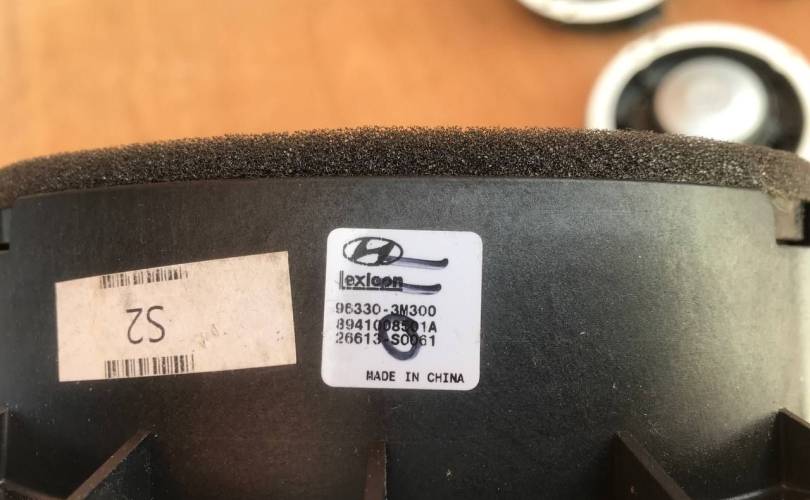 S2
Lexicon
96330-3M300
8941008501A
26613-S0061
MADE IN CHINA